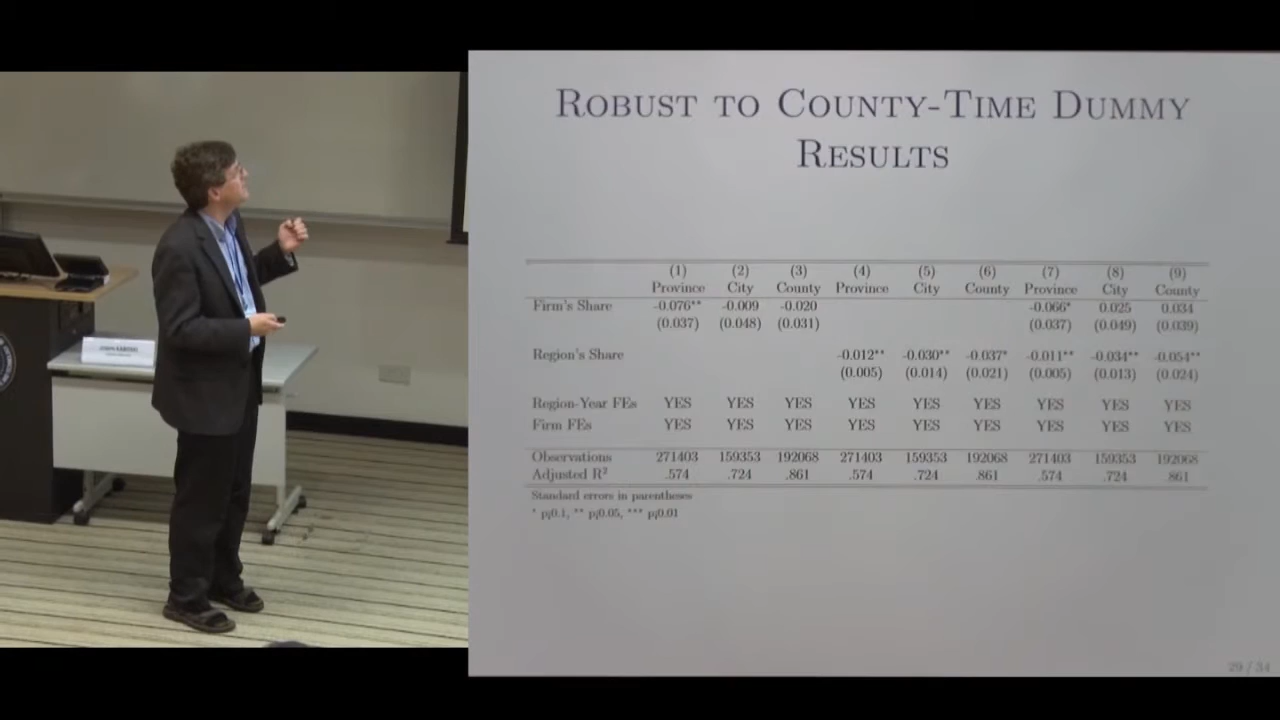 ROBUST TO COUNTY-TIME DUMMY
RESULTS
(1) (2) (3) (4) (5) (6) (7) (8) (9)
Province City County Province City County Province City County
Firm's Share -0.076** -0.009 -0.020 -0.066* 0.025 0.034
(0.037) (0.048) (0.031) (0.037) (0.049) (0.039)
Region's Share -0.012** -0.030** -0.037* -0.011** -0.034** -0.054**
(0.005) (0.014) (0.021) (0.005) (0.013) (0.024)
Region-Year FEs YES YES YES YES YES YES YES YES YES
Firm FEs YES YES YES YES YES YES YES YES YES
Observations 271403 159353 192068 271403 159353 192068 271403 159353 192068
Adjusted R² .574 .724 .861 .574 .724 .861 .574 .724 .861
Standard errors in parentheses
* p¡0.1, ** p¡0.05, *** p¡0.01
29 / 34